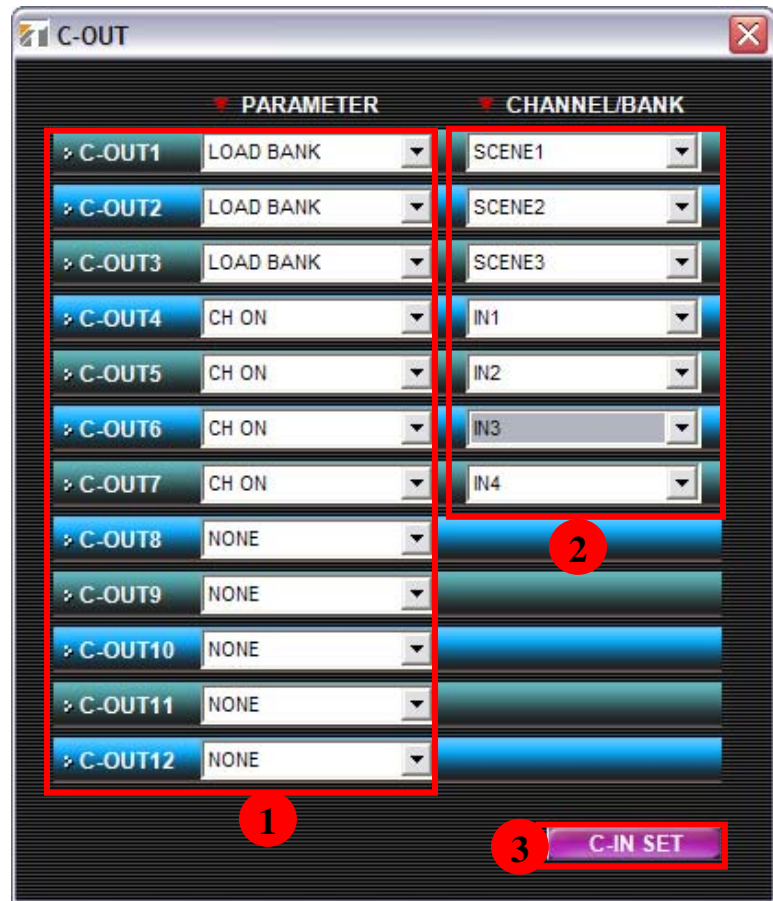 C-OUT
PARAMETER CHANNEL/BANK
C-OUT1 LOAD BANK SCENE1
C-OUT2 LOAD BANK SCENE2
C-OUT3 LOAD BANK SCENE3
C-OUT4 CH ON IN1
C-OUT5 CH ON IN2
C-OUT6 CH ON IN3
C-OUT7 CH ON IN4
C-OUT8 NONE 2
C-OUT9 NONE
C-OUT10 NONE
C-OUT11 NONE
C-OUT12 NONE
1
3 C-IN SET